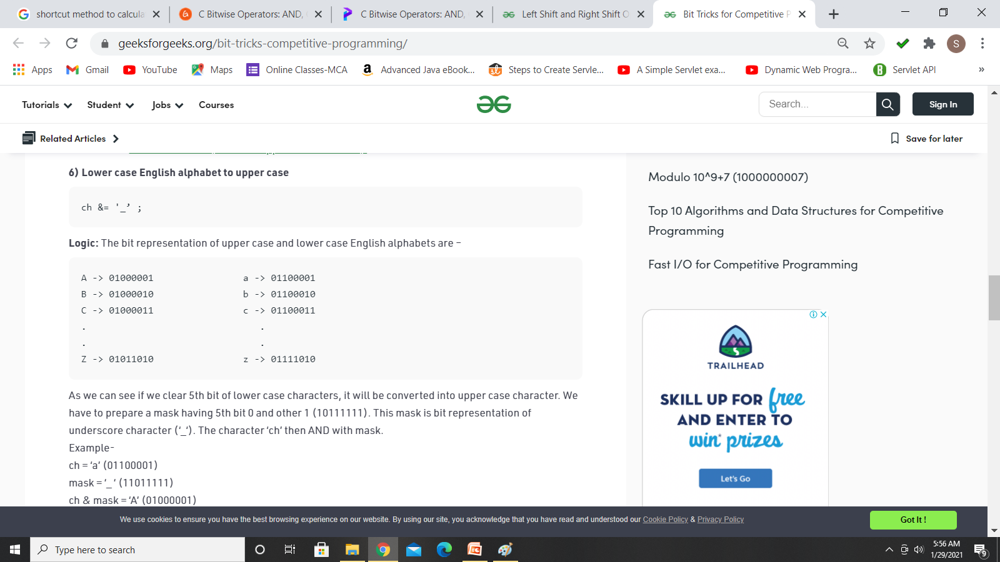 shortcut method to calcula
C Bitwise Operators: AND,
C Bitwise Operators: AND,
Left Shift and Right Shift O
Bit Tricks for Competitive P
geeksforgeeks.org/bit-tricks-competitive-programming/
S
Apps
Gmail
YouTube
Maps
Online Classes-MCA
Advanced Java eBook...
Steps to Create Servle...
A Simple Servlet exa...
Dynamic Web Progra...
Servlet API
»
Tutorials
Student
Jobs
Courses
Search...
Sign In
Related Articles
Save for later
6) Lower case English alphabet to upper case
ch &= '_’ ;
Logic: The bit representation of upper case and lower case English alphabets are –
A -> 01000001 a -> 01100001
B -> 01000010 b -> 01100010
C -> 01000011 c -> 01100011
. .
. .
Z -> 01011010 z -> 01111010
As we can see if we clear 5th bit of lower case characters, it will be converted into upper case character. We
have to prepare a mask having 5th bit 0 and other 1 (10111111). This mask is bit representation of
underscore character (‘_‘). The character ‘ch’ then AND with mask.
Example-
ch = ‘a’ (01100001)
mask = ‘_ ‘ (11011111)
ch & mask = ‘A’ (01000001)
Modulo 10^9+7 (1000000007)
Top 10 Algorithms and Data Structures for Competitive
Programming
Fast I/O for Competitive Programming
TRAILHEAD
SKILL UP FOR free
AND ENTER TO
win* prizes
Let's Go
We use cookies to ensure you have the best browsing experience on our website. By using our site, you acknowledge that you have read and understood our Cookie Policy & Privacy Policy
Got It !
Type here to search
5:56 AM
1/29/2021
9